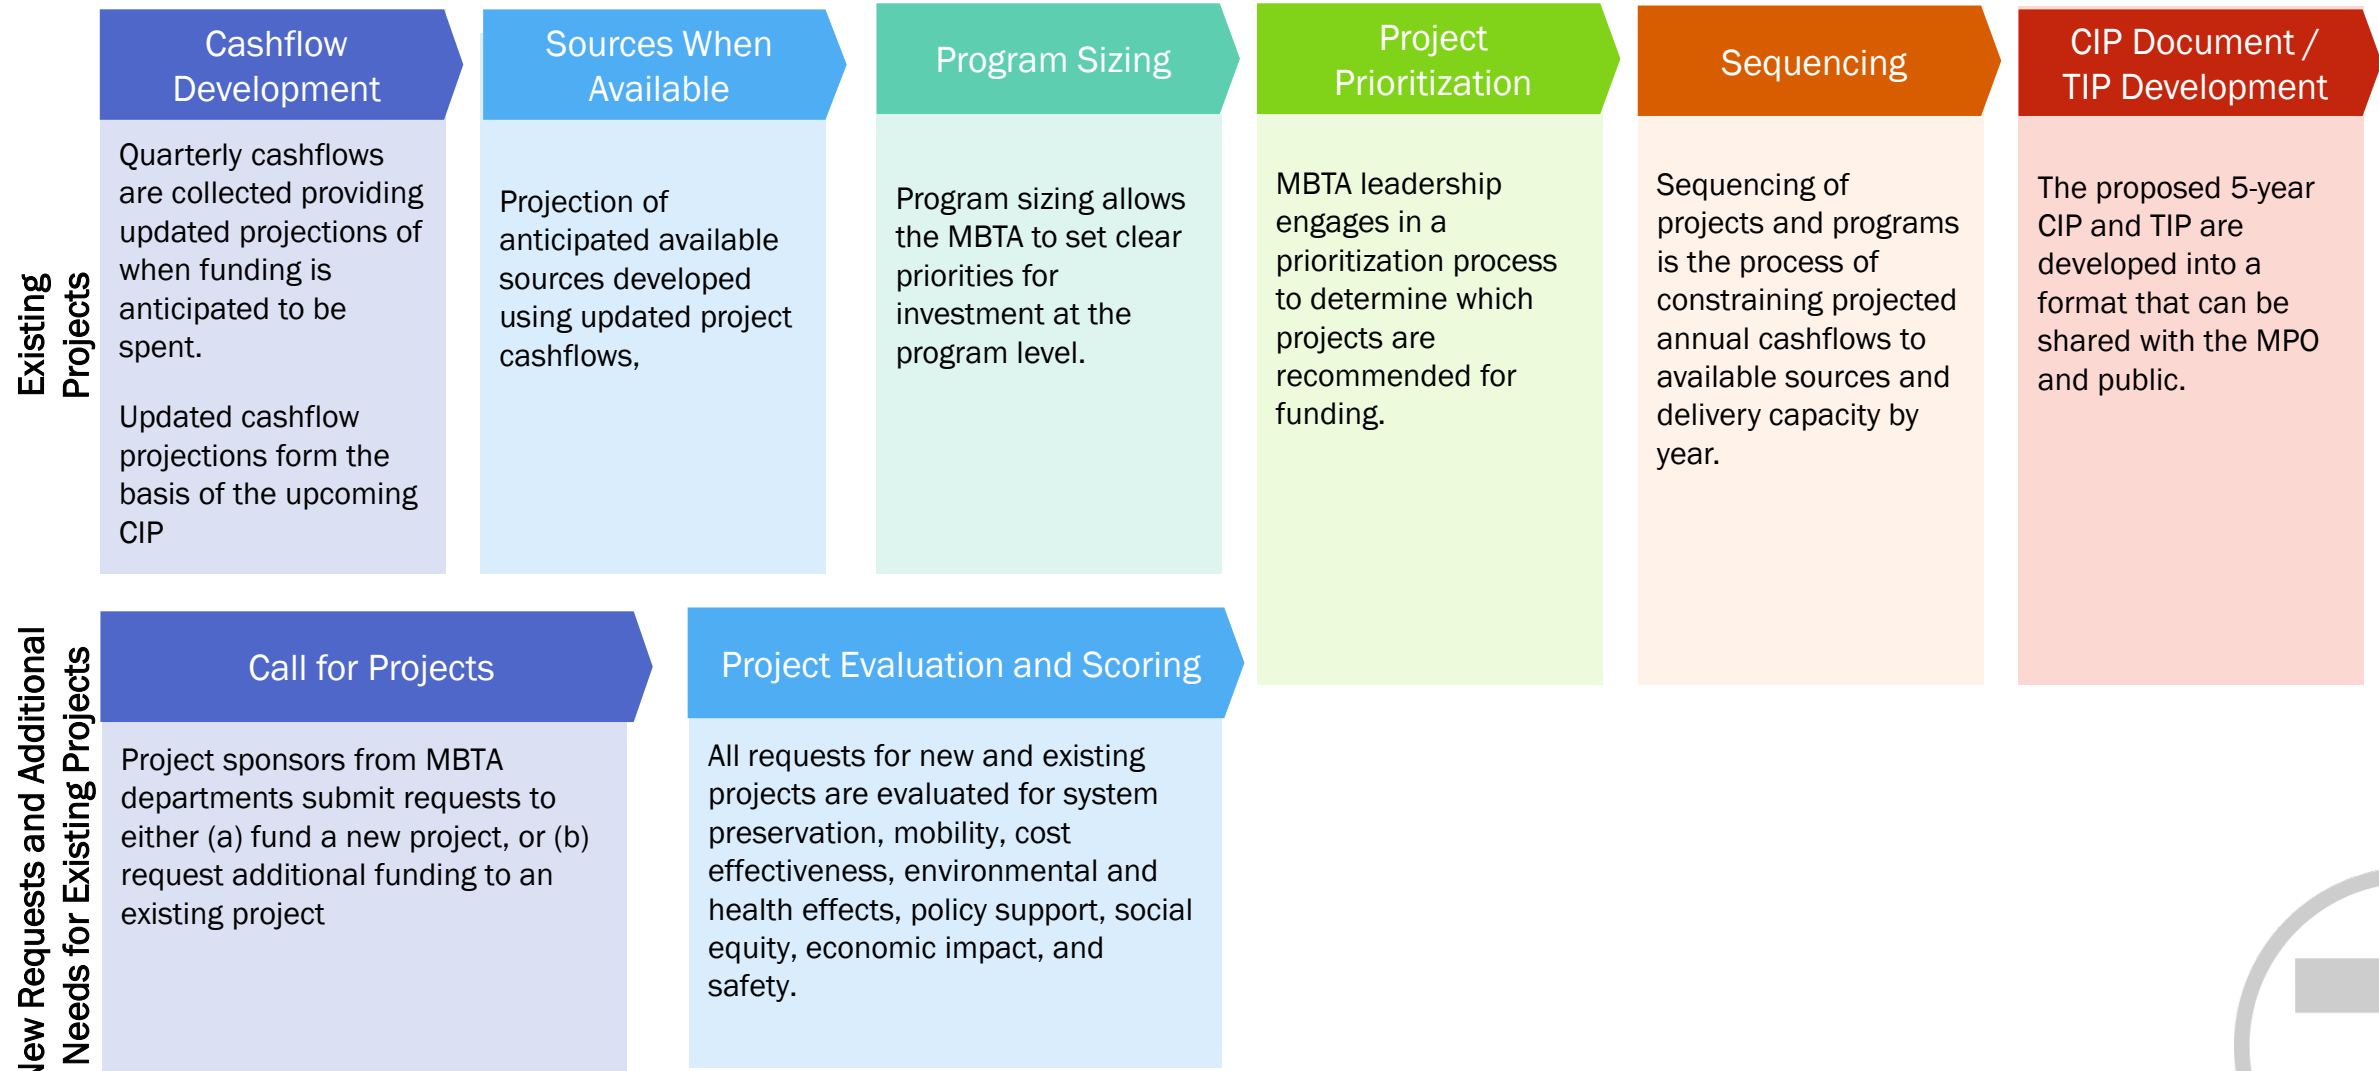 Cashflow
Development
Sources When
Available
Program Sizing
Project
Prioritization
Sequencing
CIP Document /
TIP Development
Existing
Projects
Quarterly cashflows
are collected providing
updated projections of
when funding is
anticipated to be
spent.
Updated cashflow
projections form the
basis of the upcoming
CIP
Projection of
anticipated available
sources developed
using updated project
cashflows,
Program sizing allows
the MBTA to set clear
priorities for
investment at the
program level.
MBTA leadership
engages in a
prioritization process
to determine which
projects are
recommended for
funding.
Sequencing of
projects and programs
is the process of
constraining projected
annual cashflows to
available sources and
delivery capacity by
year.
The proposed 5-year
CIP and TIP are
developed into a
format that can be
shared with the MPO
and public.
New Requests and Additional
Needs for Existing Projects
Call for Projects
Project Evaluation and Scoring
Project sponsors from MBTA
departments submit requests to
either (a) fund a new project, or (b)
request additional funding to an
existing project
All requests for new and existing
projects are evaluated for system
preservation, mobility, cost
effectiveness, environmental and
health effects, policy support, social
equity, economic impact, and
safety.